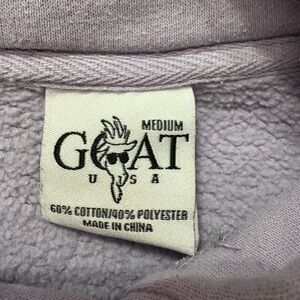 MEDIUM
GOAT
USA
60% COTTON/40% POLYESTER
MADE IN CHINA